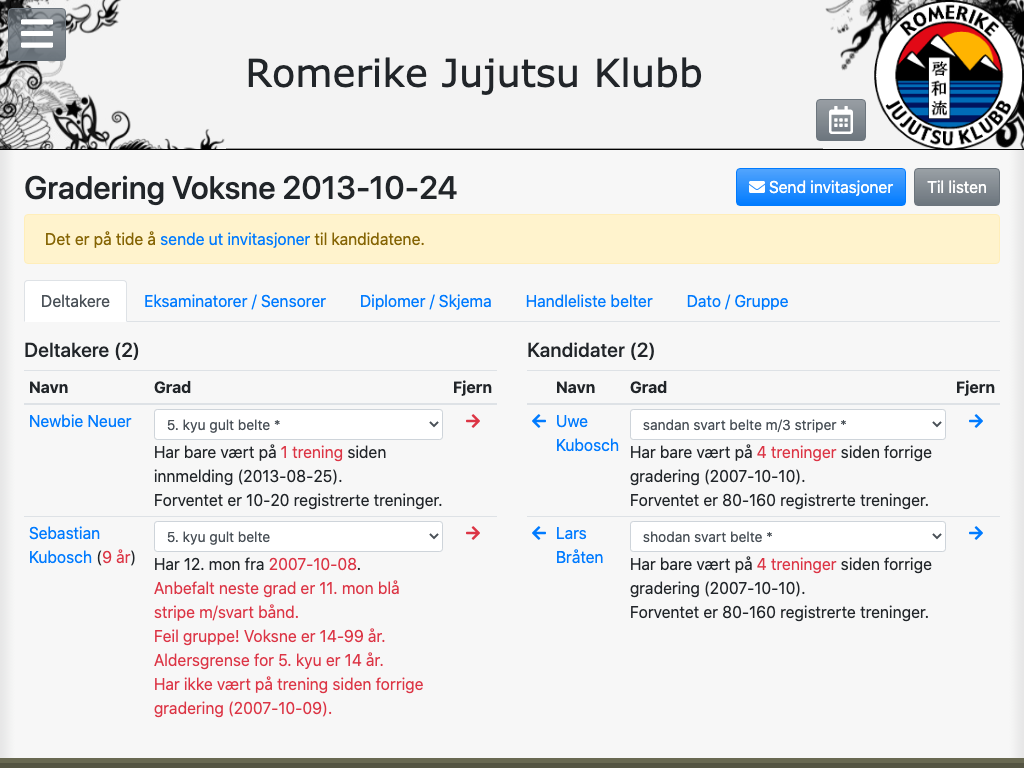 Romerike Jujutsu Klubb
ROMERIKE
啓和流
JUJUTSU KLUBB
Gradering Voksne 2013-10-24
Send invitasjoner
Til listen
Det er på tide å sende ut invitasjoner til kandidatene.
Deltakere
Eksaminatorer / Sensorer
Diplomer / Skjema
Handleliste belter
Dato / Gruppe
Deltakere (2)
Navn Grad Fjern
Newbie Neuer
5. kyu gult belte *
Har bare vært på 1 trening siden
innmelding (2013-08-25).
Forventet er 10-20 registrerte treninger.
Sebastian
Kubosch (9 år)
5. kyu gult belte
Har 12. mon fra 2007-10-08.
Anbefalt neste grad er 11. mon blå
stripe m/svart bånd.
Feil gruppe! Voksne er 14-99 år.
Aldersgrense for 5. kyu er 14 år.
Har ikke vært på trening siden forrige
gradering (2007-10-09).
Kandidater (2)
Navn Grad Fjern
Uwe
Kubosch
sandan svart belte m/3 striper *
Har bare vært på 4 treninger siden forrige
gradering (2007-10-10).
Forventet er 80-160 registrerte treninger.
Lars
Bråten
shodan svart belte *
Har bare vært på 4 treninger siden forrige
gradering (2007-10-10).
Forventet er 80-160 registrerte treninger.